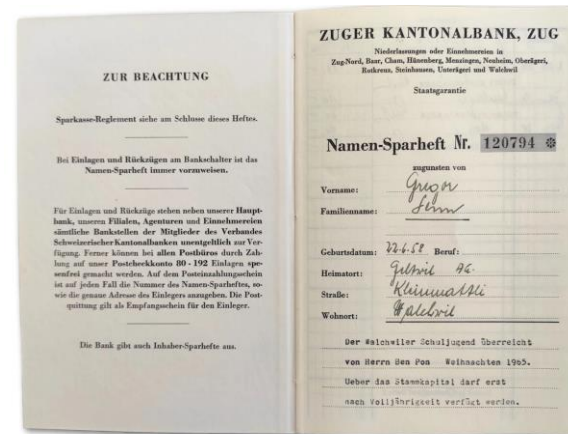 ZUR BEACHTUNG
Sparkasse-Reglement siehe am Schlusse dieses Heftes.
Bei Einlagen und Rückzügen am Bankschalter ist das
Namen-Sparheft immer vorzuweisen.
Für Einlagen und Rückzüge stehen neben unserer Haupt-
bank, unseren Filialen, Agenturen und Einnehmereien
sämtliche Bankstellen der Mitglieder des Verbandes
Schweizerischer Kantonalbanken unentgeltlich zur Ver-
fügung. Ferner können bei allen Postbüros durch Zah-
lung auf unser Postcheckkonto 80 - 192 Einlagen spe-
senfrei gemacht werden. Auf dem Posteinzahlungsschein
ist auf jeden Fall die Nummer des Namen-Sparheftes, so-
wie die genaue Adresse des Einlegers anzugeben. Die Post-
quittung gilt als Empfangsschein für den Einleger.
Die Bank gibt auch Inhaber-Sparhefte aus.
ZUGER KANTONALBANK, ZUG
Niederlassungen oder Einnehmereien in
Zug-Nord, Baar, Cham, Hünenberg, Menzingen, Neuheim, Oberägeri,
Rotkreuz, Steinhausen, Unterägeri und Walchwil
Staatsgarantie
Namen-Sparheft Nr. 120794 ※
zugunsten von
Vorname: Gregor
Familienname:
Geburtsdatum: 22.6.58 Beruf:
Heimatort: AG.
Straße:
Wohnort: Walchwil
Der Walchwiler Schuljugend überreicht
von Herrn Ben Pon Weihnachten 1965.
Ueber das Stammkapital darf erst
nach Volljährigkeit verfügt werden.